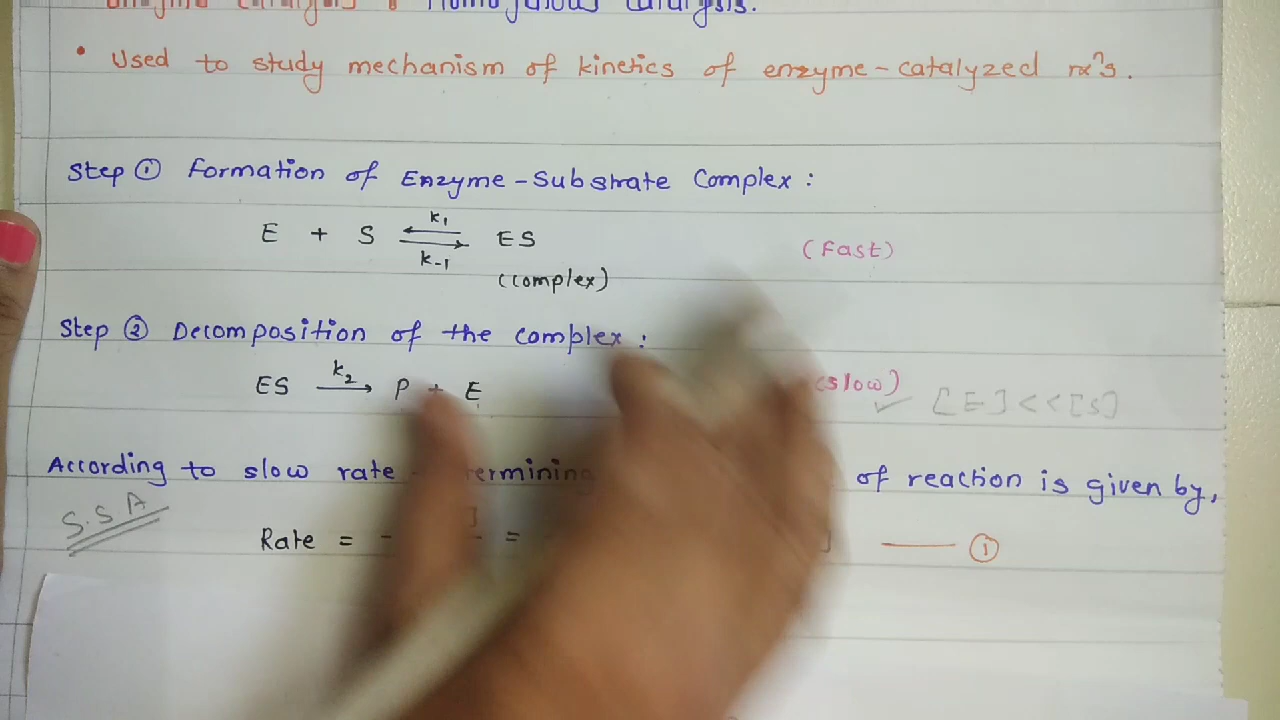 Used to study mechanism of kinetics of enzyme-catalyzed rxⁿs.
Step ① Formation of Enzyme-Substrate Complex :
E + S ⇌ ES (Fast)
k₁
k₋₁
(complex)
Step ② Decomposition of the complex :
ES →k₂ P + E (slow) ✓ [E] << [S]
According to slow rate of reaction is given by,
S.S A
Rate = - = ①